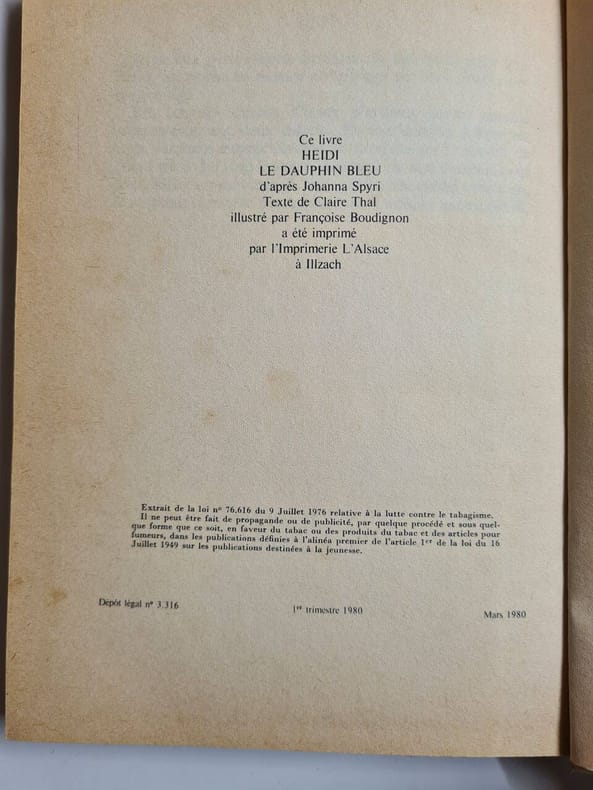 Ce livre
HEIDI
LE DAUPHIN BLEU
d'après Johanna Spyri
Texte de Claire Thal
illustré par Françoise Boudignon
a été imprimé
par l'Imprimerie L'Alsace
à Illzach
Extrait de la loi nº 76,616 du 9 Juillet 1976 relative à la lutte contre le tabagisme.
Il ne peut être fait de propagande ou de publicité, par quelque procédé et sous quel-
que forme que ce soit, en faveur du tabac ou des produits du tabac et des articles pour
fumeurs, dans les publications définies à l'alinéa premier de l'article 1er de la loi du 16
Juillet 1949 sur les publications destinées à la jeunesse.
Dépôt légal nº 3.316 1er trimestre 1980 Mars 1980